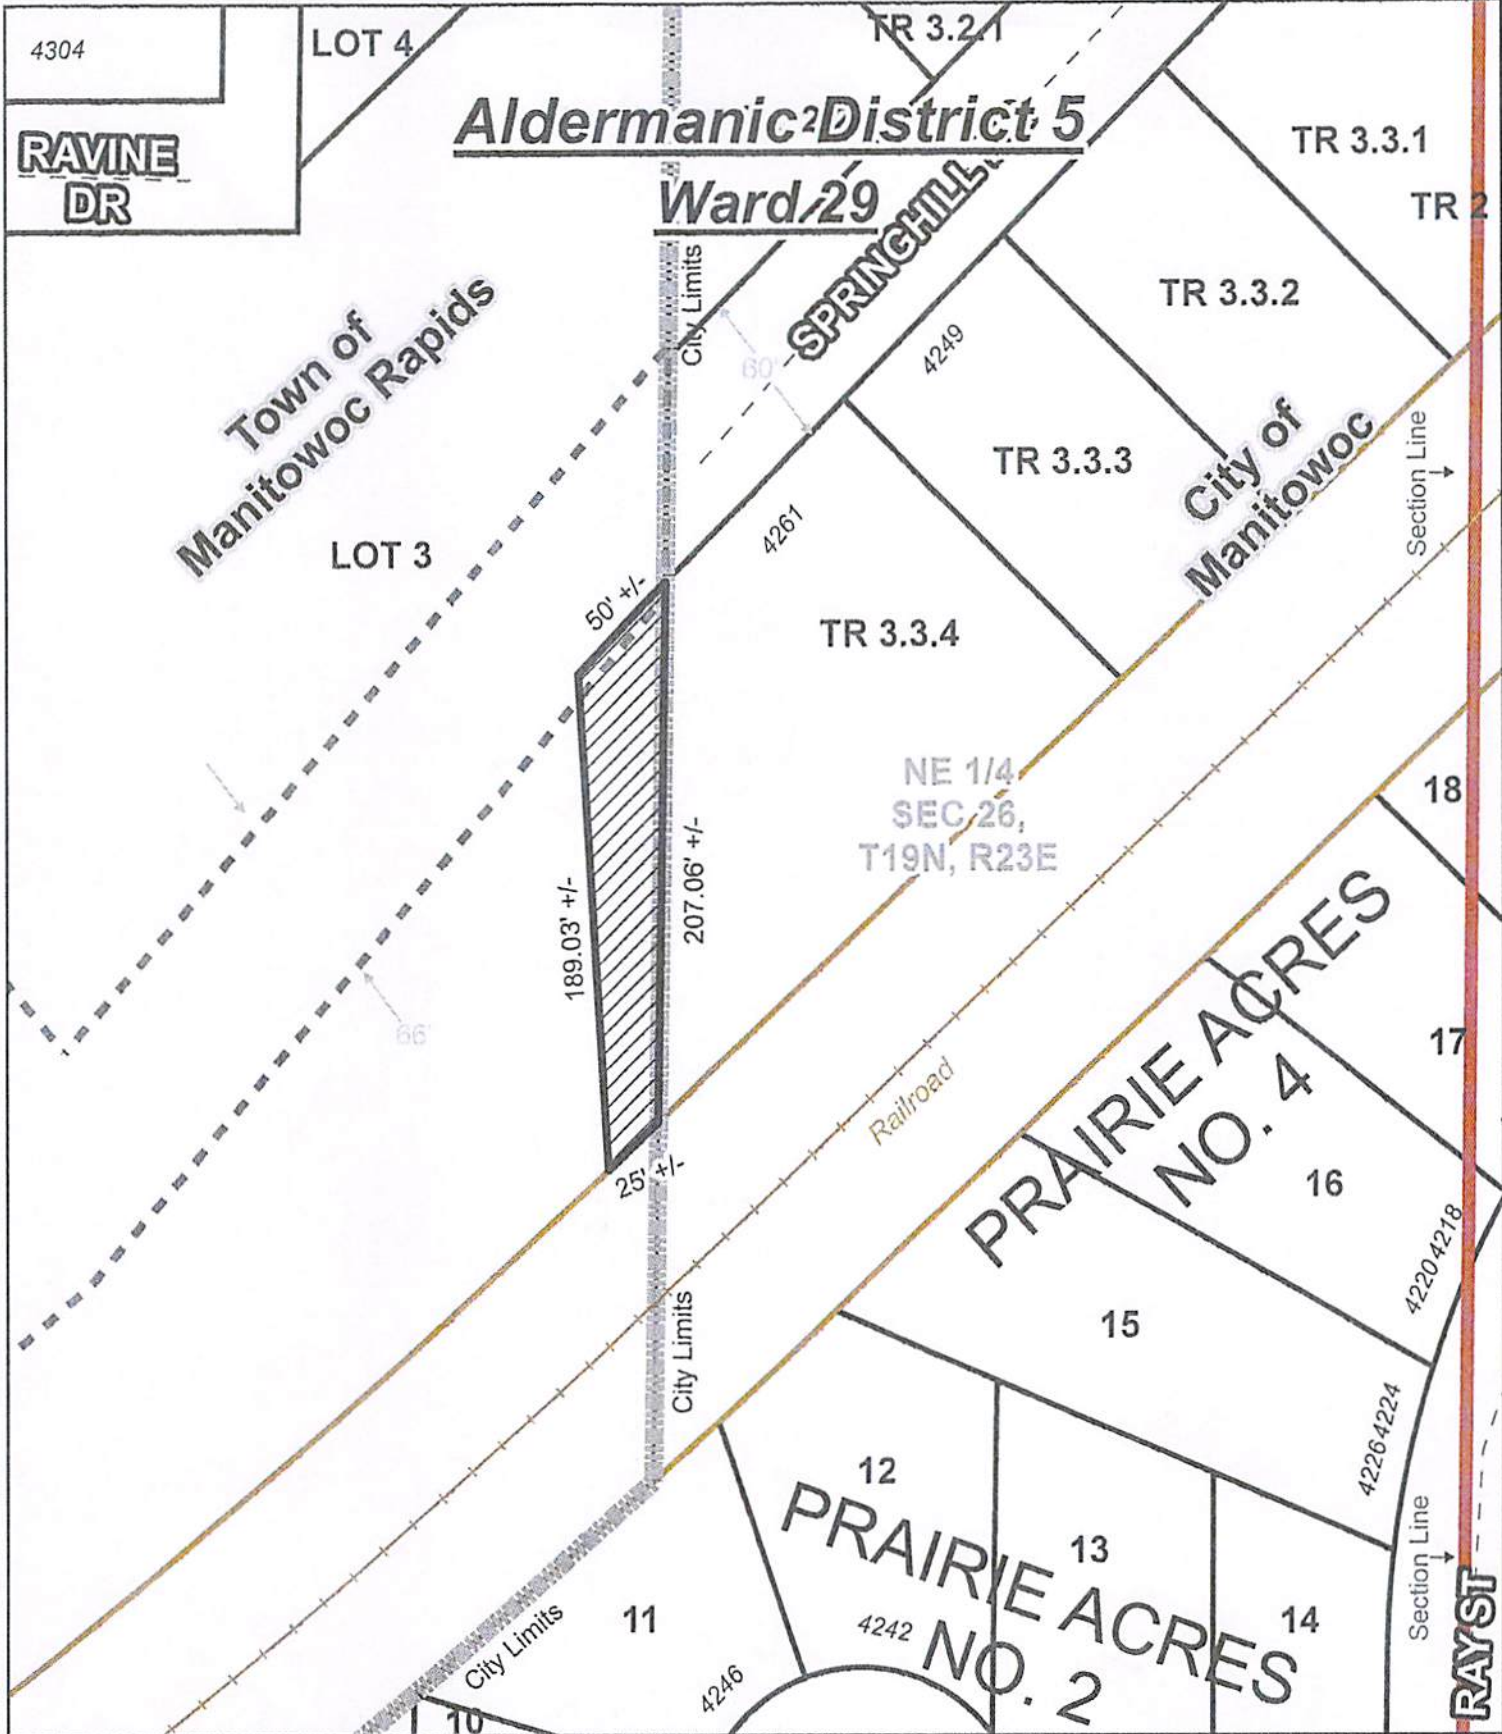 4304
LOT 4
TR 3.2.1
Aldermanic District 5
2
RAVINE
DR
TR 3.3.1
Ward 29
SPRINGHILL
TR 2
City Limits
TR 3.3.2
Town of
Manitowoc Rapids
60'
4249
TR 3.3.3
City of
Manitowoc
Section Line
4261
LOT 3
50' +/-
TR 3.3.4
NE 1/4
SEC 26,
T19N, R23E
18
189.03' +/-
207.06' +/-
66'
17
Railroad
PRAIRIE ACRES
NO. 4
25' +/-
16
4220 4218
15
City Limits
4226 4224
12
PRAIRIE ACRES
NO. 2
13
Section Line
11
City Limits
4242
14
4246
RAY ST
10